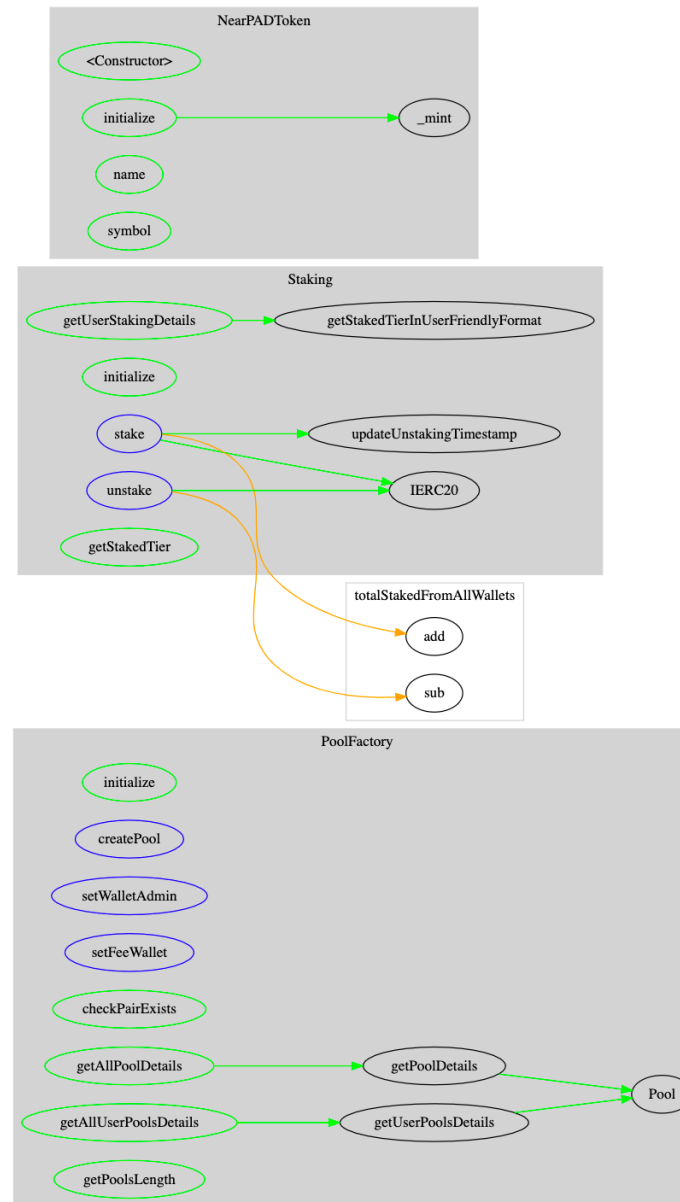 NearPADToken
<Constructor>
initialize
_mint
name
symbol
Staking
getUserStakingDetails
getStakedTierInUserFriendlyFormat
initialize
stake
updateUnstakingTimestamp
unstake
IERC20
getStakedTier
totalStakedFromAllWallets
add
sub
PoolFactory
initialize
createPool
setWalletAdmin
setFeeWallet
checkPairExists
getAllPoolDetails
getPoolDetails
Pool
getAllUserPoolsDetails
getUserPoolsDetails
getPoolsLength